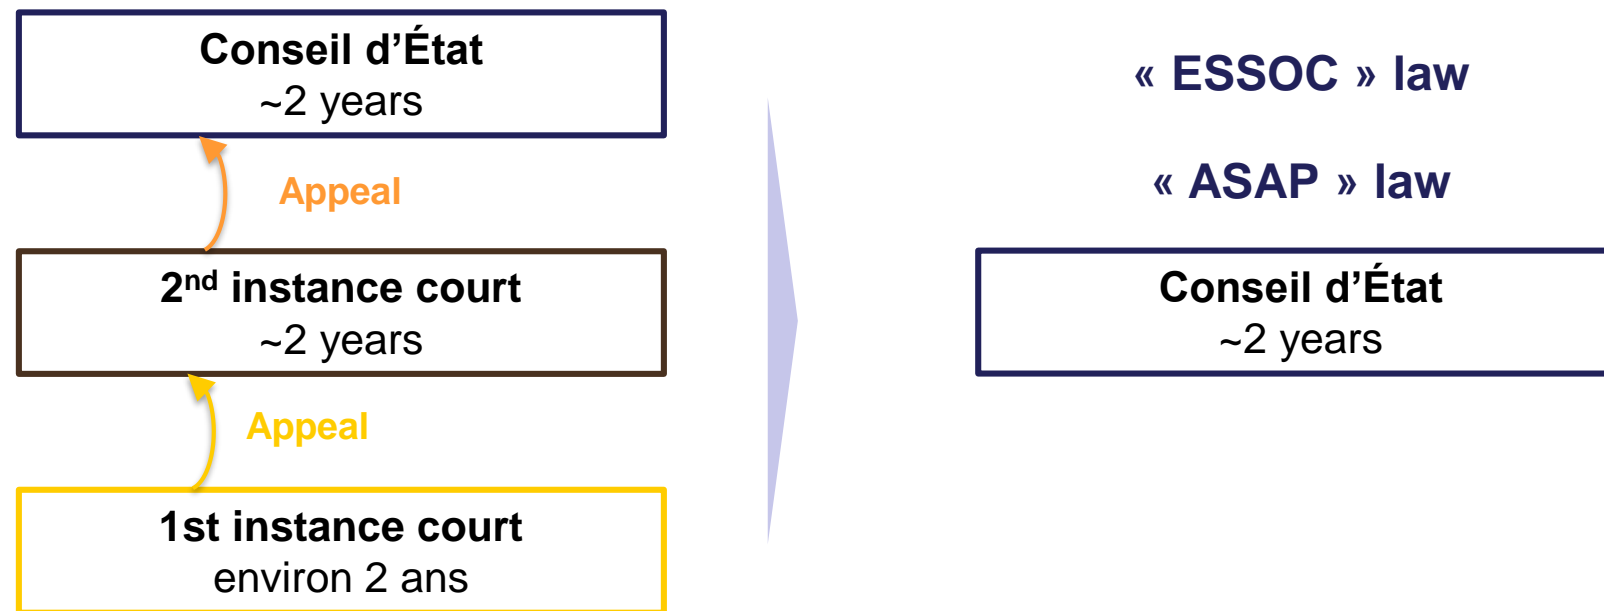 Conseil d’État
~2 years
Appeal
2nd instance court
~2 years
Appeal
1st instance court
environ 2 ans
« ESSOC » law
« ASAP » law
Conseil d’État
~2 years